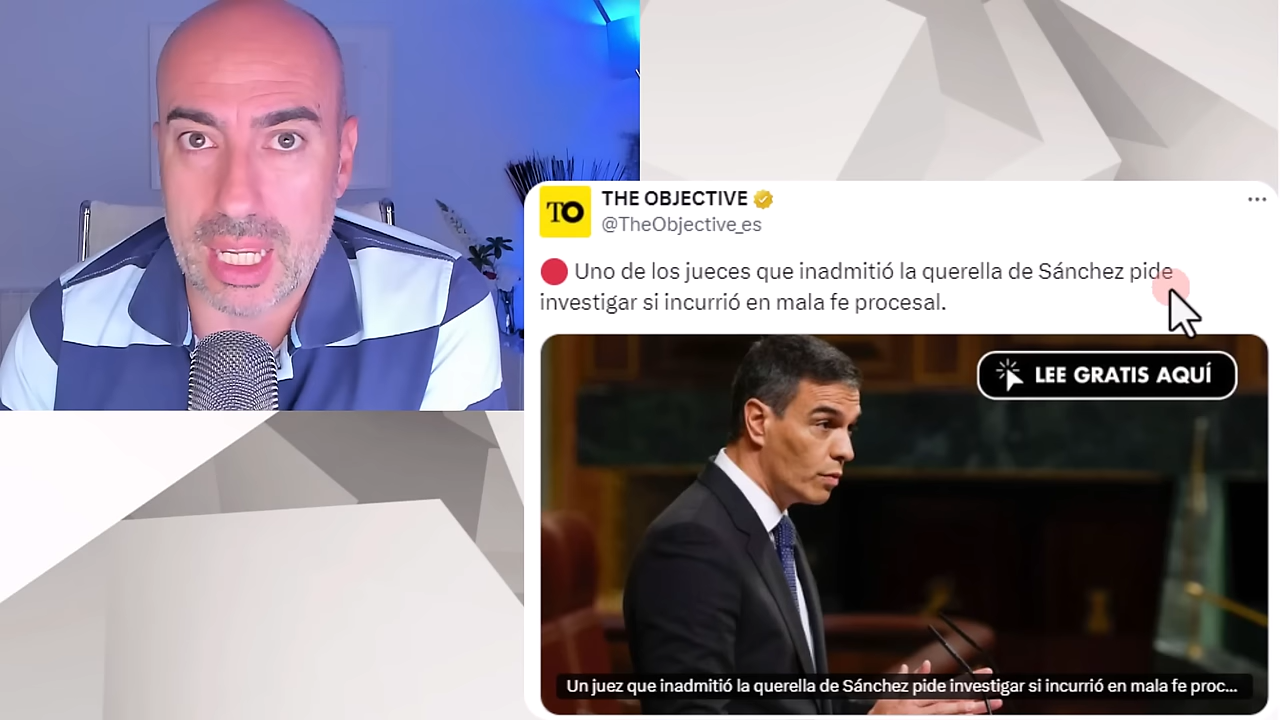 TO
THE OBJECTIVE
@TheObjective_es
Uno de los jueces que inadmitió la querella de Sánchez pide
investigar si incurrió en mala fe procesal.
LEE GRATIS AQUÍ
Un juez que inadmitió la querella de Sánchez pide investigar si incurrió en mala fe proc...